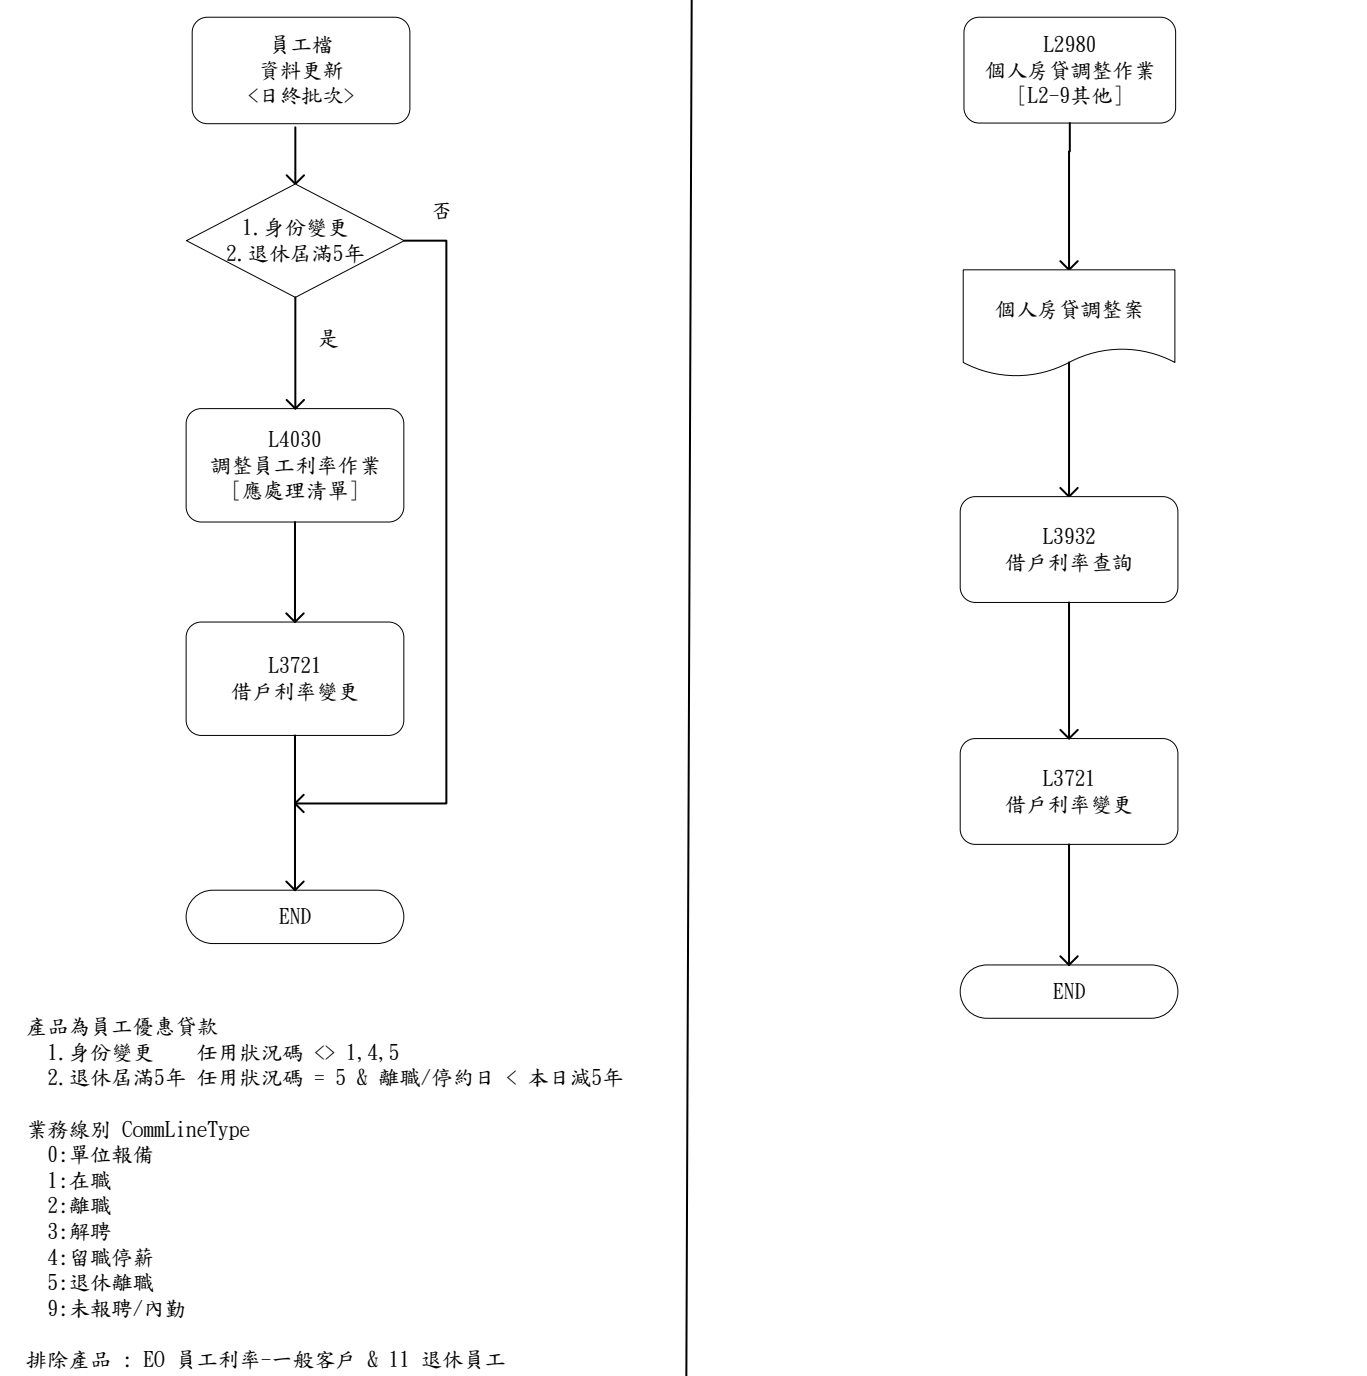 員工檔
資料更新
<日終批次>
1.身份變更
2.退休屆滿5年
否
是
L4030
調整員工利率作業
[應處理清單]
L3721
借戶利率變更
END
產品為員工優惠貸款
1.身份變更 任用狀況碼 <> 1,4,5
2.退休屆滿5年 任用狀況碼 = 5 & 離職/停約日 < 本日減5年
業務線別 CommLineType
0:單位報備
1:在職
2:離職
3:解聘
4:留職停薪
5:退休離職
9:未報聘/內勤
排除產品 : EO 員工利率-一般客戶 & 11 退休員工
L2980
個人房貸調整作業
[L2-9其他]
個人房貸調整案
L3932
借戶利率查詢
L3721
借戶利率變更
END